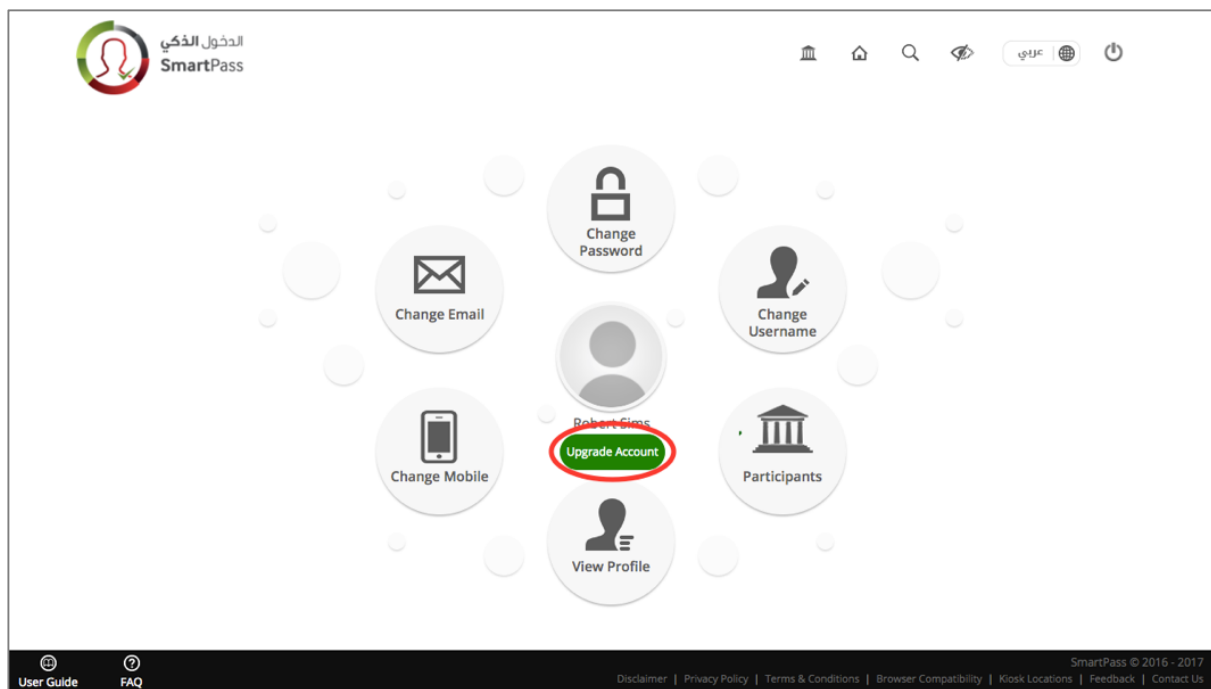 الدخول الذكي
SmartPass
عربي
Change
Password
Change Email
Change
Username
Robert Sims
Upgrade Account
Change Mobile
Participants
View Profile
User Guide
FAQ
SmartPass © 2016 - 2017
Disclaimer | Privacy Policy | Terms & Conditions | Browser Compatibility | Kiosk Locations | Feedback | Contact Us